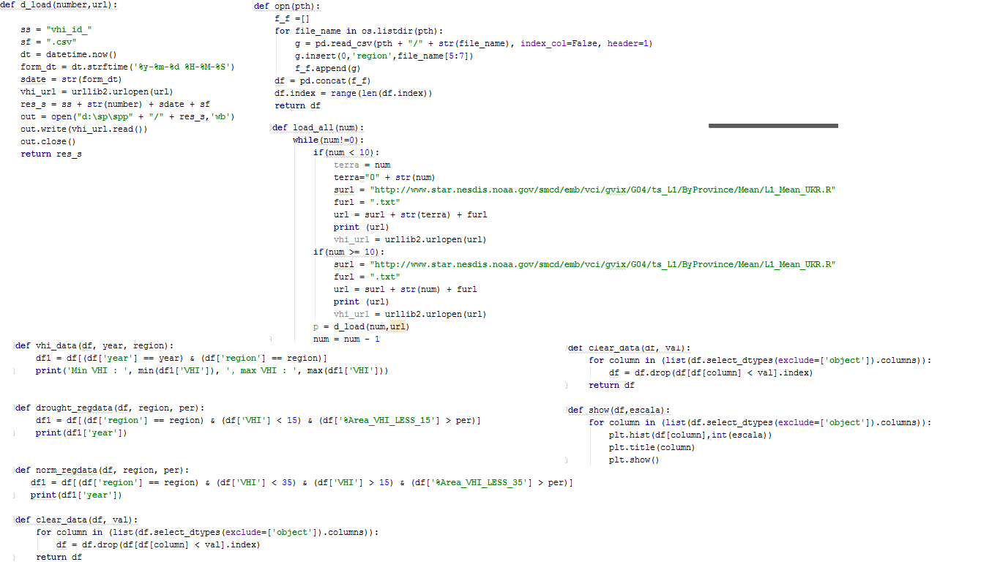 def d_load(number,url):
    ss = "vhi_id_"
    sf = ".csv"
    dt = datetime.now()
    form_dt = dt.strftime('%y-%m-%d %H-%M-%S')
    sdate = str(form_dt)
    vhi_url = urllib2.urlopen(url)
    res_s = ss + str(number) + sdate + sf
    out = open("d:\sp\spp" + "/" + res_s,'wb')
    out.write(vhi_url.read())
    out.close()
    return res_s
def opn(pth):
    f_f =[]
    for file_name in os.listdir(pth):
        g = pd.read_csv(pth + "/" + str(file_name), index_col=False, header=1)
        g.insert(0,'region',file_name[5:7])
        f_f.append(g)
    df = pd.concat(f_f)
    df.index = range(len(df.index))
    return df
def load_all(num):
    while(num!=0):
        if(num < 10):
            terra = num
            terra="0" + str(num)
            surl = "http://www.star.nesdis.noaa.gov/smcd/emb/vci/gvix/G04/ts_L1/ByProvince/Mean/L1_Mean_UKR.R"
            furl = ".txt"
            url = surl + str(terra) + furl
            print (url)
            vhi_url = urllib2.urlopen(url)
        if(num >= 10):
            surl = "http://www.star.nesdis.noaa.gov/smcd/emb/vci/gvix/G04/ts_L1/ByProvince/Mean/L1_Mean_UKR.R"
            furl = ".txt"
            url = surl + str(num) + furl
            print (url)
            vhi_url = urllib2.urlopen(url)
        p = d_load(num,url)
        num = num - 1
def vhi_data(df, year, region):
    df1 = df[(df['year'] == year) & (df['region'] == region)]
    print('Min VHI : ', min(df1['VHI']), ', max VHI : ', max(df1['VHI']))
def drought_regdata(df, region, per):
    df1 = df[(df['region'] == region) & (df['VHI'] < 15) & (df['%Area_VHI_LESS_15'] > per)]
    print(df1['year'])
def norm_regdata(df, region, per):
   df1 = df[(df['region'] == region) & (df['VHI'] < 35) & (df['VHI'] > 15) & (df['%Area_VHI_LESS_35'] > per)]
   print(df1['year'])
def clear_data(df, val):
    for column in (list(df.select_dtypes(exclude=['object']).columns)):
        df = df.drop(df[df[column] < val].index)
    return df
def clear_data(df, val):
    for column in (list(df.select_dtypes(exclude=['object']).columns)):
        df = df.drop(df[df[column] < val].index)
    return df
def show(df,escala):
    for column in (list(df.select_dtypes(exclude=['object']).columns)):
        plt.hist(df[column],int(escala))
        plt.title(column)
        plt.show()